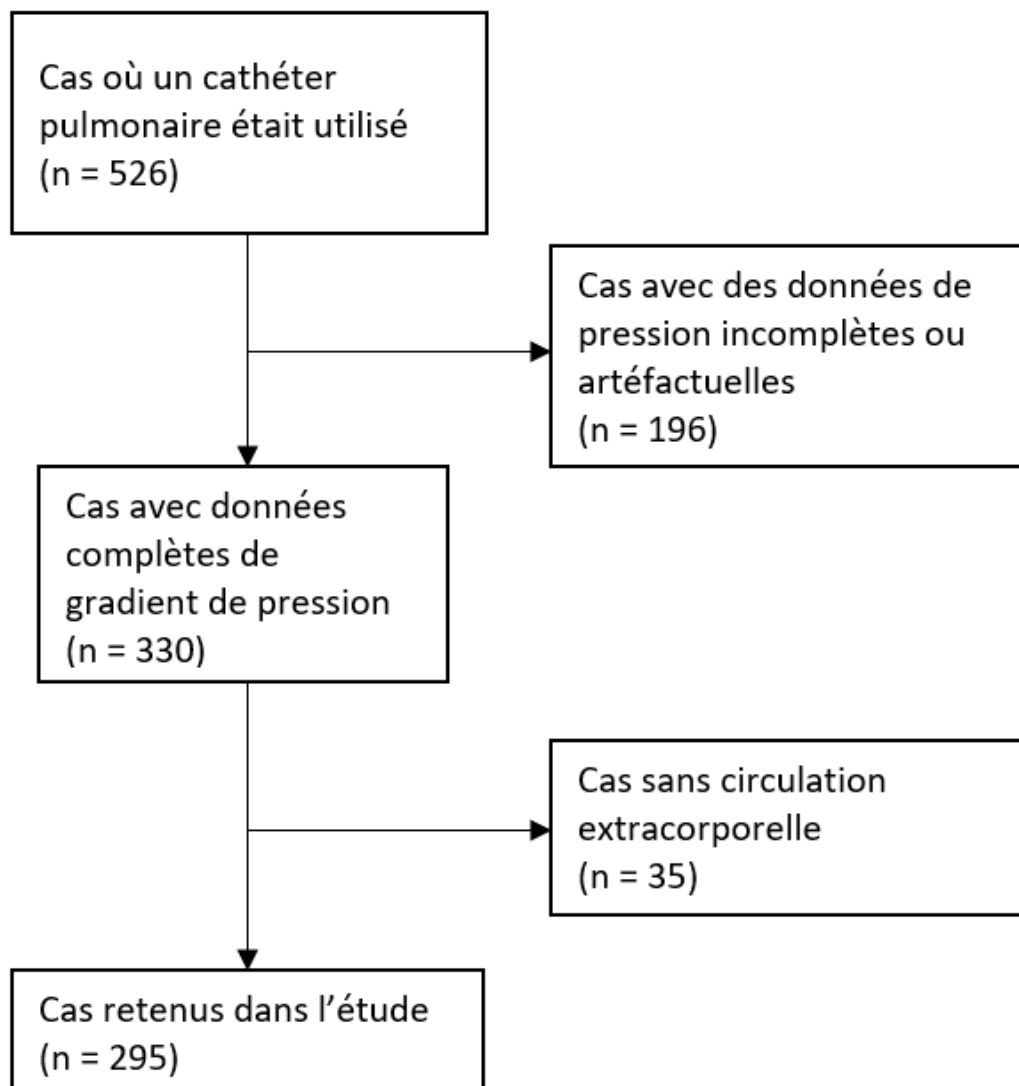 Cas où un cathéter
pulmonaire était utilisé
(n = 526)
Cas avec des données de
pression incomplètes ou
artéfactuelles
(n = 196)
Cas avec données
complètes de
gradient de pression
(n = 330)
Cas sans circulation
extracorporelle
(n = 35)
Cas retenus dans l’étude
(n = 295)